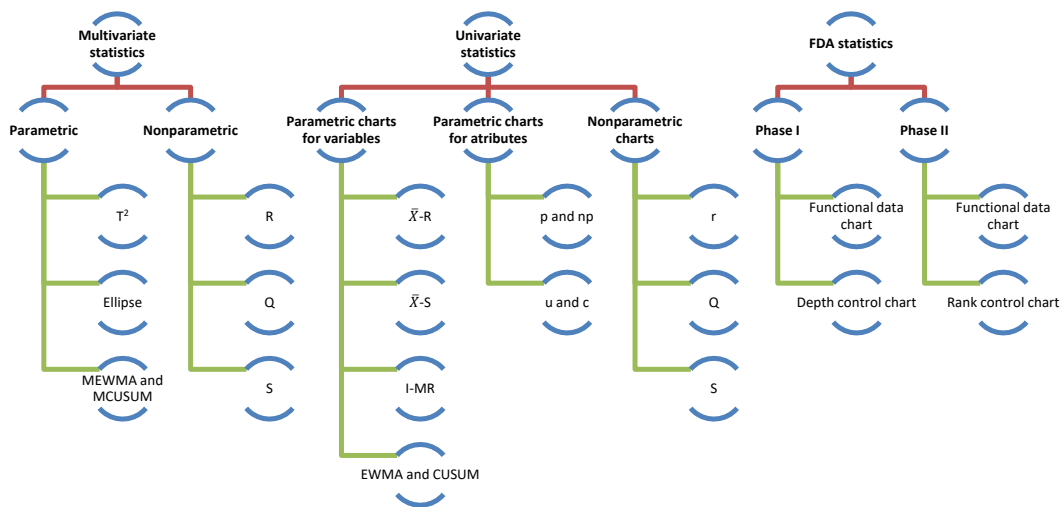 Multivariate
statistics
Univariate
statistics
FDA statistics
Parametric
Nonparametric
Parametric charts
for variables
Parametric charts
for atributes
Nonparametric
charts
Phase I
Phase II
T²
R
X̄-R
p and np
r
Functional data
chart
Functional data
chart
Ellipse
Q
X̄-S
u and c
Q
Depth control chart
Rank control chart
MEWMA and
MCUSUM
S
I-MR
S
EWMA and CUSUM